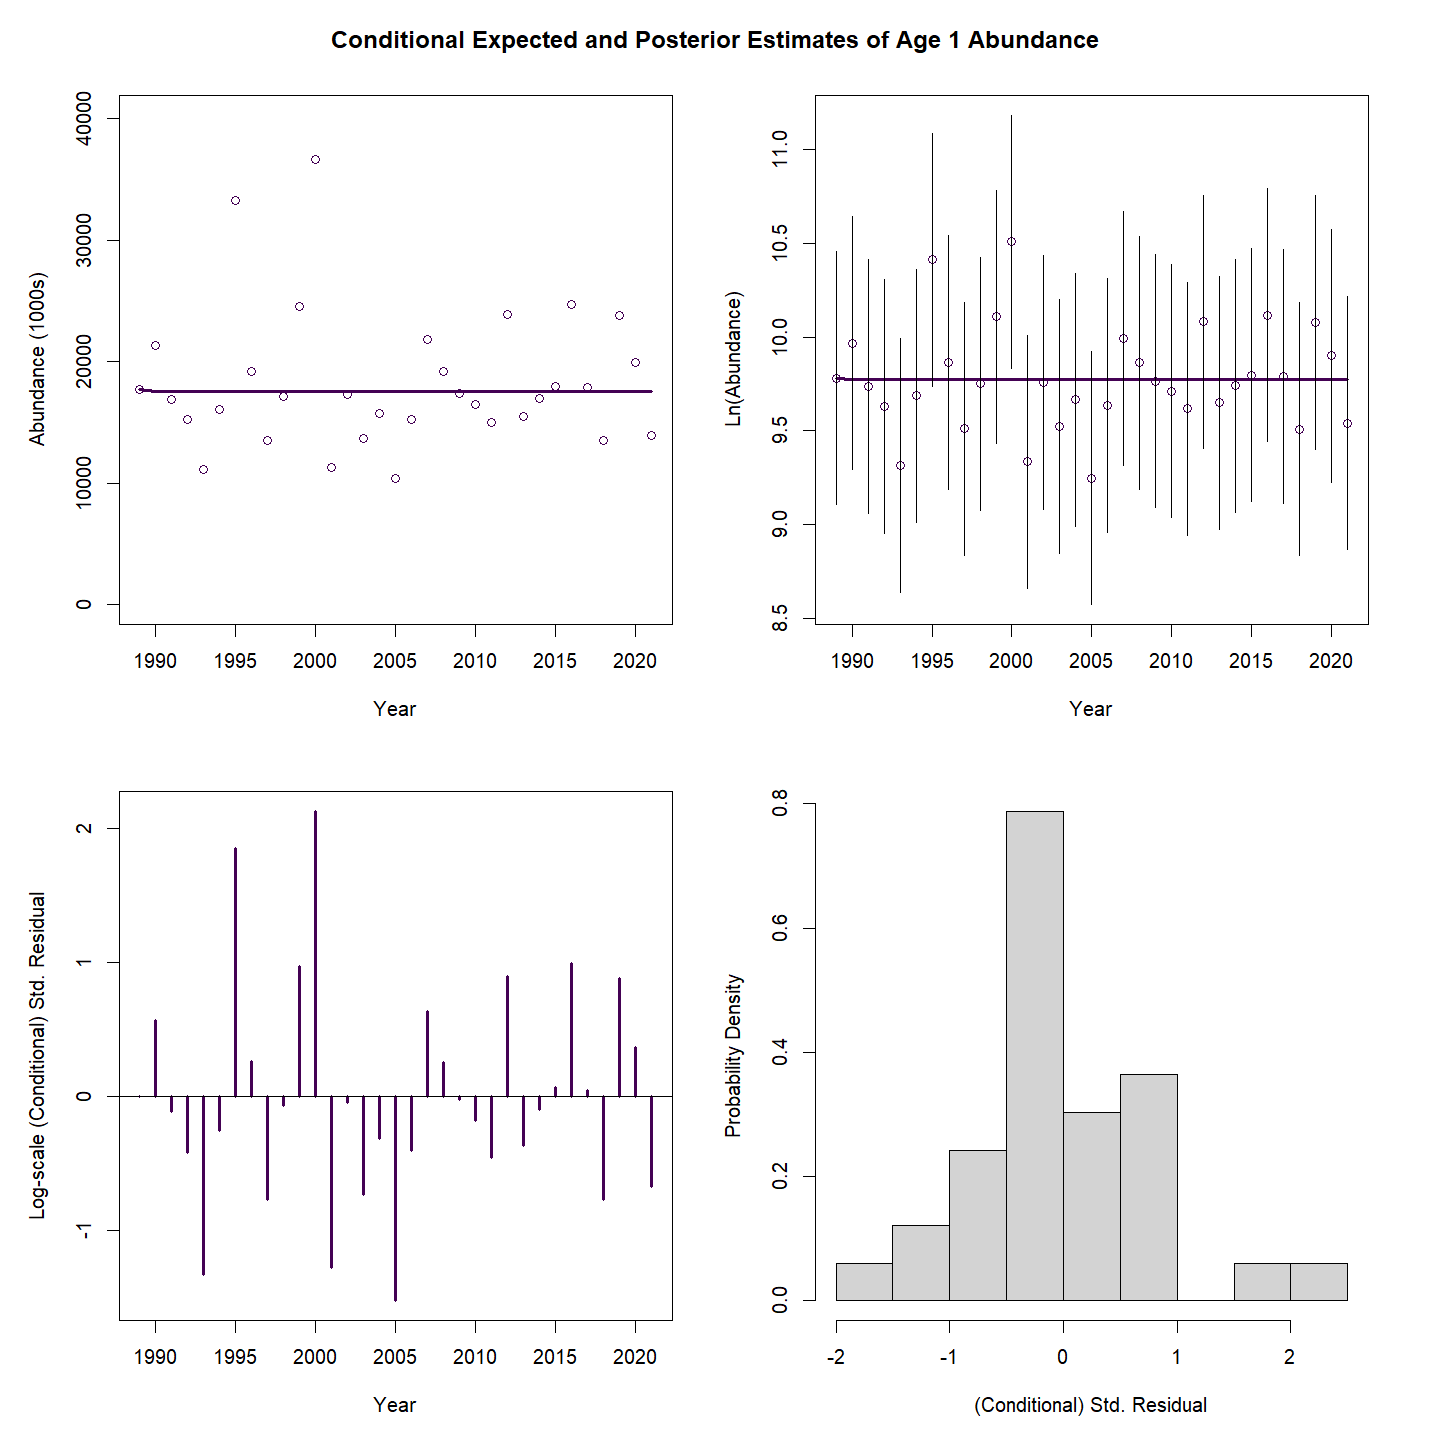 Conditional Expected and Posterior Estimates of Age 1 Abundance
Abundance (1000s)
40000
30000
20000
10000
0
1990 1995 2000 2005 2010 2015 2020
Year
Ln(Abundance)
11.0
10.5
10.0
9.5
9.0
8.5
1990 1995 2000 2005 2010 2015 2020
Year
Log-scale (Conditional) Std. Residual
2
1
0
-1
1990 1995 2000 2005 2010 2015 2020
Year
Probability Density
0.8
0.6
0.4
0.2
0.0
-2 -1 0 1 2
(Conditional) Std. Residual